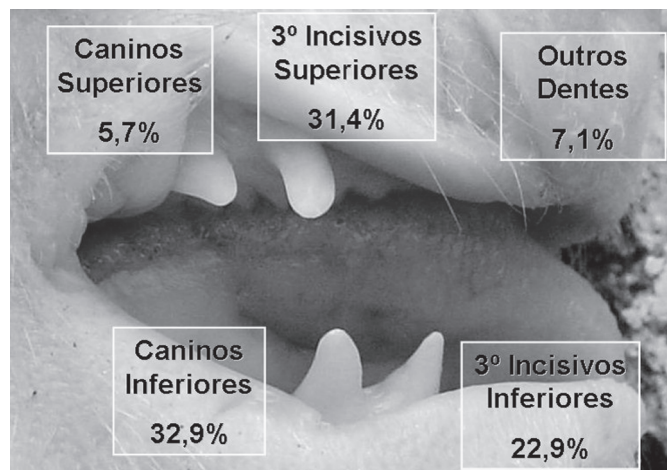 Caninos
Superiores
5,7%
3º Incisivos
Superiores
31,4%
Outros
Dentes
7,1%
Caninos
Inferiores
32,9%
3º Incisivos
Inferiores
22,9%